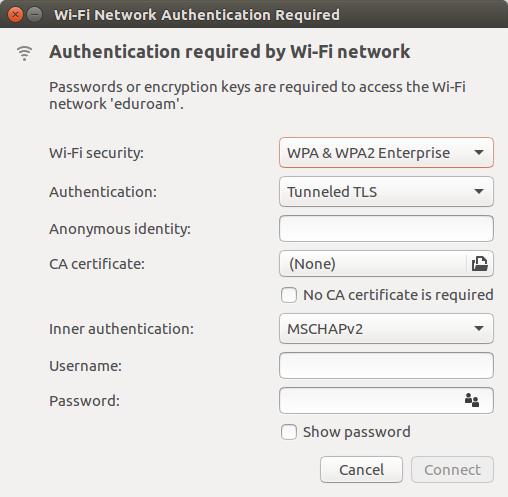 Wi-Fi Network Authentication Required
Authentication required by Wi-Fi network
Passwords or encryption keys are required to access the Wi-Fi
network 'eduroam'.
Wi-Fi security: WPA & WPA2 Enterprise
Authentication: Tunneled TLS
Anonymous identity:
CA certificate: (None)
No CA certificate is required
Inner authentication: MSCHAPv2
Username:
Password:
Show password
Cancel Connect